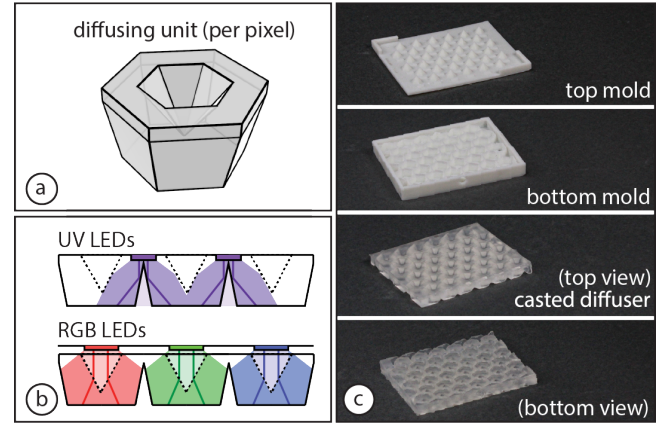 diffusing unit (per pixel)
a
UV LEDs
RGB LEDs
b
top mold
bottom mold
(top view)
casted diffuser
c
(bottom view)